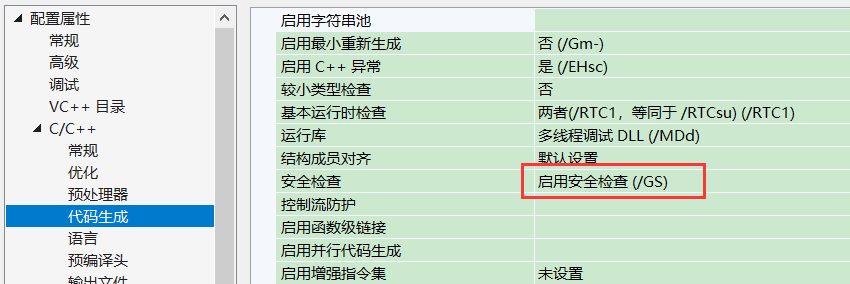 配置属性
常规
高级
调试
VC++ 目录
C/C++
常规
优化
预处理器
代码生成
语言
预编译头
输出文件
启用字符串池
启用最小重新生成 否 (/Gm-)
启用 C++ 异常 是 (/EHsc)
较小类型检查 否
基本运行时检查 两者(/RTC1，等同于 /RTCsu) (/RTC1)
运行库 多线程调试 DLL (/MDd)
结构成员对齐 默认设置
安全检查 启用安全检查 (/GS)
控制流防护
启用函数级链接
启用并行代码生成
启用增强指令集 未设置